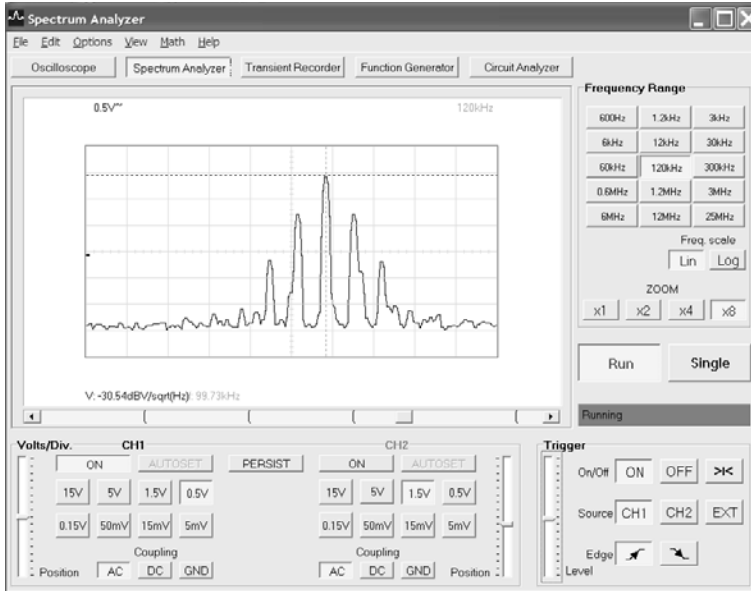 Spectrum Analyzer
File Edit Options View Math Help
Oscilloscope Spectrum Analyzer Transient Recorder Function Generator Circuit Analyzer
0.5V~ 120kHz
V: -30.54dBV/sqrt(Hz) f: 99.73kHz
Frequency Range
600Hz 1.2kHz 3kHz
6kHz 12kHz 30kHz
60kHz 120kHz 300kHz
0.6MHz 1.2MHz 3MHz
6MHz 12MHz 25MHz
Freq. scale
Lin Log
ZOOM
x1 x2 x4 x8
Run Single
Running
Volts/Div. CH1
ON AUTOSET PERSIST
15V 5V 1.5V 0.5V
0.15V 50mV 15mV 5mV
Coupling
Position AC DC GND
CH2
ON AUTOSET
15V 5V 1.5V 0.5V
0.15V 50mV 15mV 5mV
Coupling
AC DC GND Position
Trigger
On/Off ON OFF
Source CH1 CH2 EXT
Edge
Level